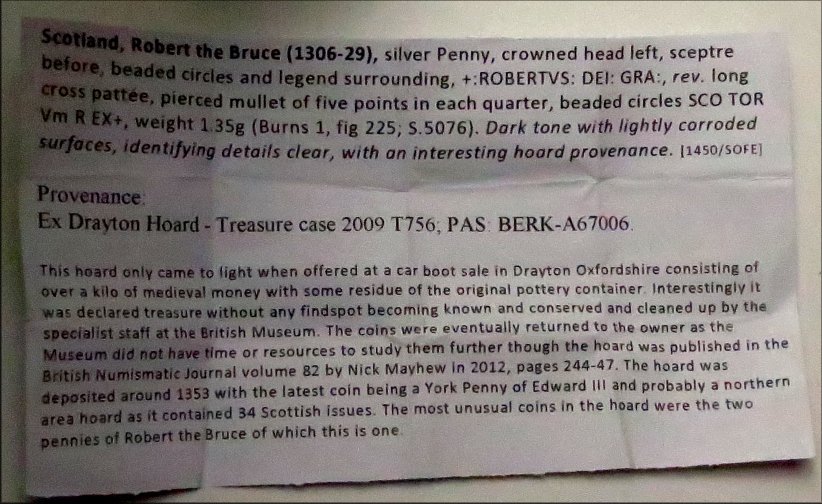 Scotland, Robert the Bruce (1306-29), silver Penny, crowned head left, sceptre
before, beaded circles and legend surrounding, +:ROBERTVS: DEI: GRA:, rev. long
cross pattée, pierced mullet of five points in each quarter, beaded circles SCO TOR
Vm R EX+, weight 1.35g (Burns 1, fig 225; S.5076). Dark tone with lightly corroded
surfaces, identifying details clear, with an interesting hoard provenance. [1450/SOFE]
Provenance:
Ex Drayton Hoard - Treasure case 2009 T756; PAS: BERK-A67006.
This hoard only came to light when offered at a car boot sale in Drayton Oxfordshire consisting of
over a kilo of medieval money with some residue of the original pottery container. Interestingly it
was declared treasure without any findspot becoming known and conserved and cleaned up by the
specialist staff at the British Museum. The coins were eventually returned to the owner as the
Museum did not have time or resources to study them further though the hoard was published in the
British Numismatic Journal volume 82 by Nick Mayhew in 2012, pages 244-47. The hoard was
deposited around 1353 with the latest coin being a York Penny of Edward III and probably a northern
area hoard as it contained 34 Scottish issues. The most unusual coins in the hoard were the two
pennies of Robert the Bruce of which this is one.